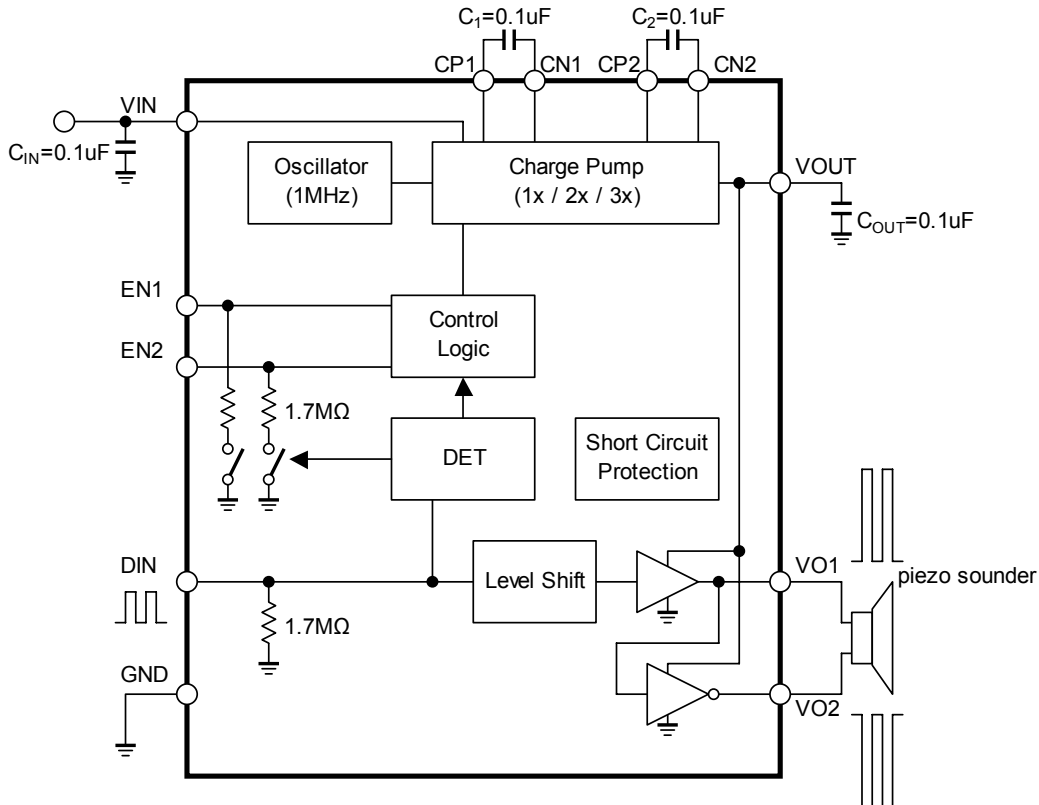 C₁=0.1uF
C₂=0.1uF
CP1
CN1
CP2
CN2
VIN
C_IN=0.1uF
Oscillator
(1MHz)
Charge Pump
(1x / 2x / 3x)
VOUT
C_OUT=0.1uF
EN1
Control
Logic
EN2
1.7MΩ
DET
Short Circuit
Protection
DIN
Level Shift
VO1
piezo sounder
1.7MΩ
GND
VO2